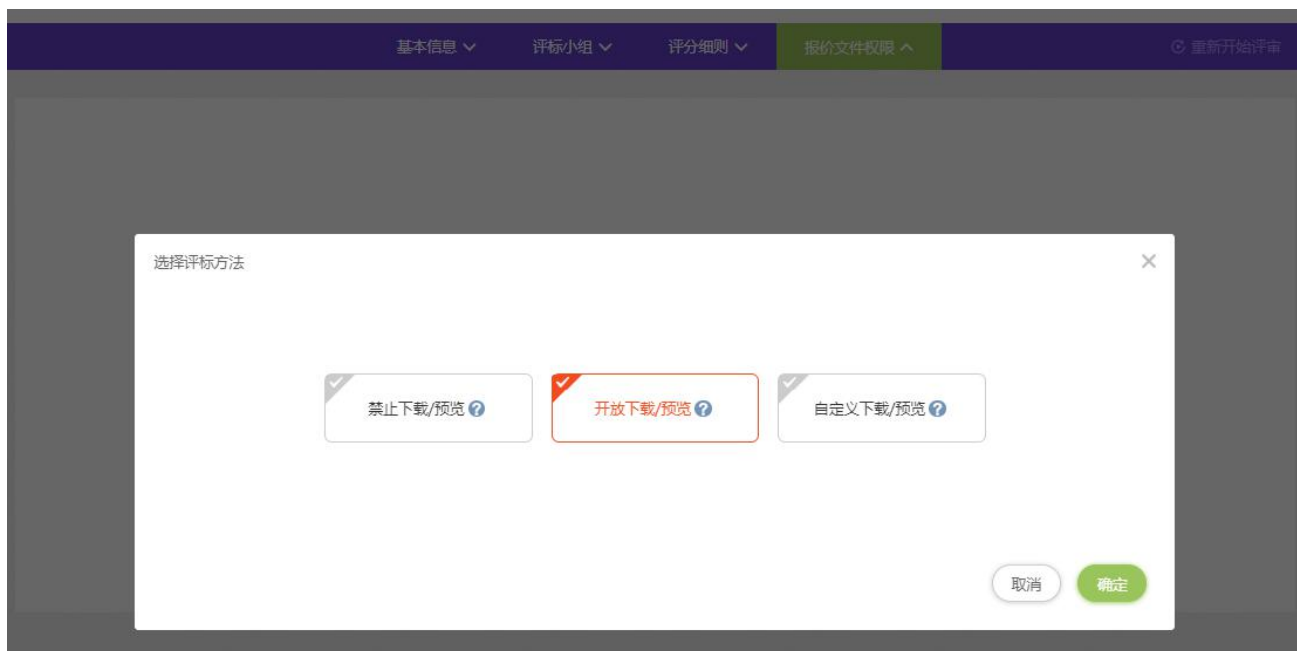 基本信息 评标小组 评分细则 报价文件权限 重新开始评审
选择评标方法
禁止下载/预览 开放下载/预览 自定义下载/预览
取消 确定